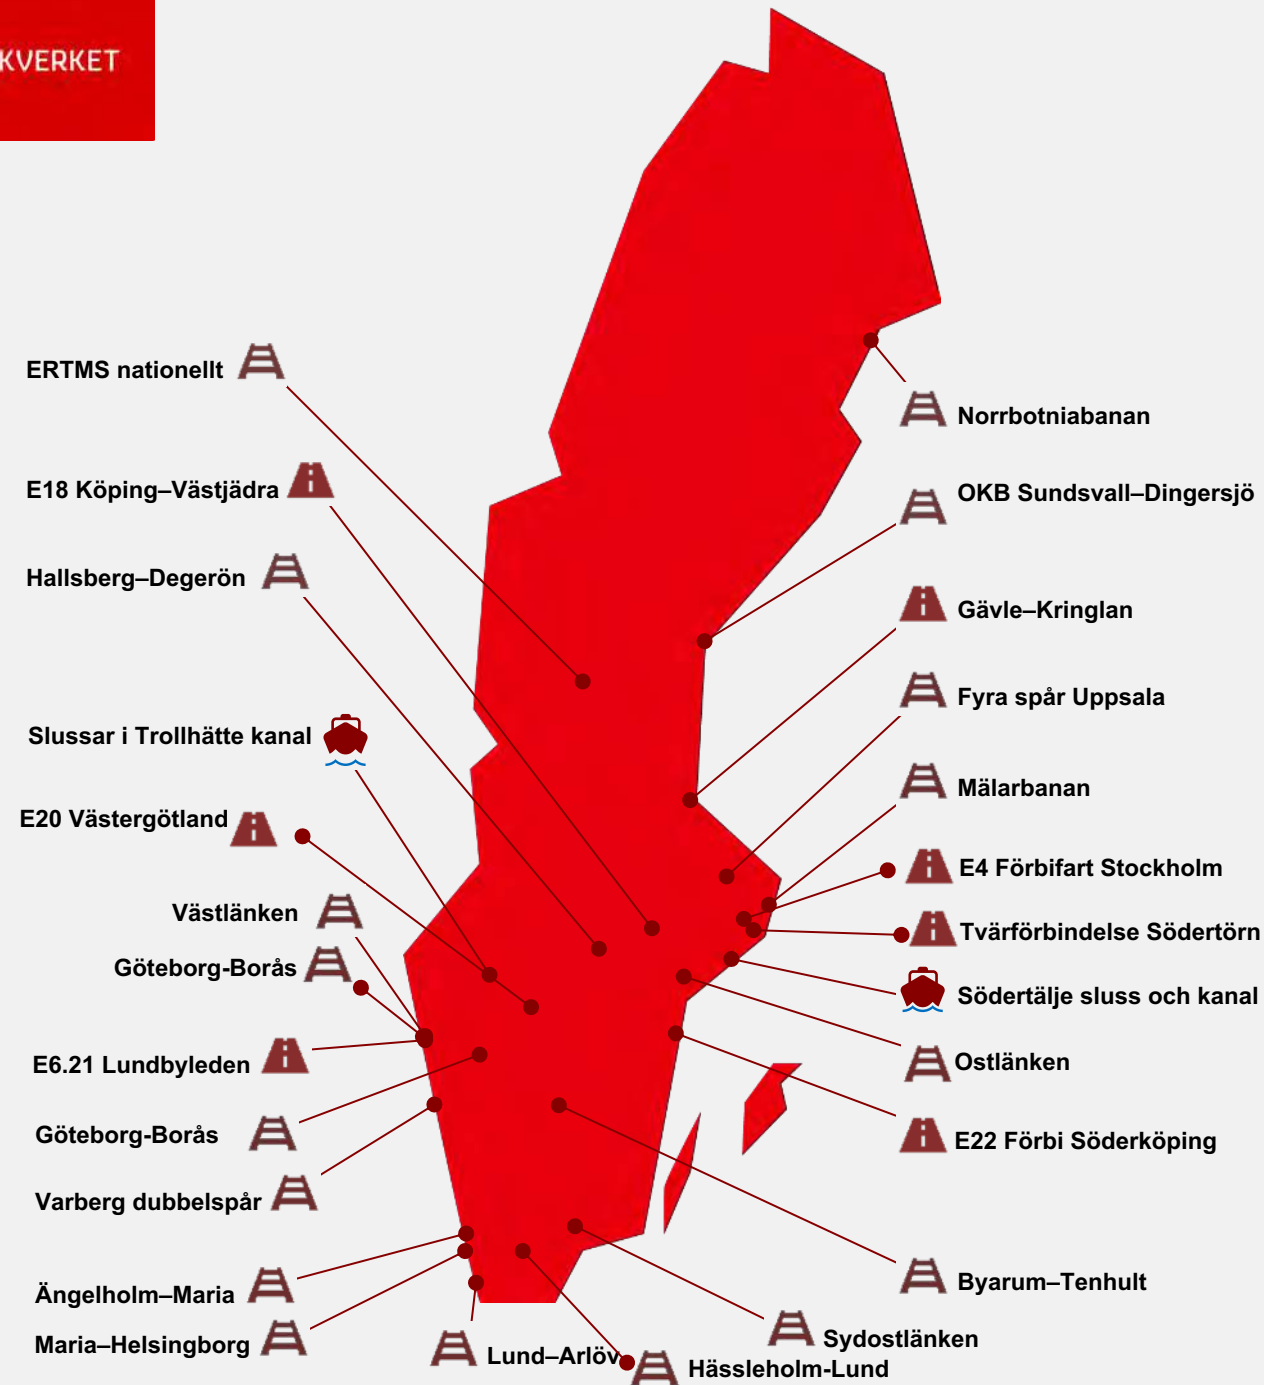 KVERKET
ERTMS nationellt
E18 Köping–Västjädra
Hallsberg–Degerön
Slussar i Trollhätte kanal
E20 Västergötland
Västlänken
Göteborg-Borås
E6.21 Lundbyleden
Göteborg-Borås
Varberg dubbelspår
Ängelholm–Maria
Maria–Helsingborg
Lund–Arlöv
Hässleholm-Lund
Sydostlänken
Norrbotniabanan
OKB Sundsvall–Dingersjö
Gävle–Kringlan
Fyra spår Uppsala
Mälarbanan
E4 Förbifart Stockholm
Tvärförbindelse Södertörn
Södertälje sluss och kanal
Ostlänken
E22 Förbi Söderköping
Byarum–Tenhult